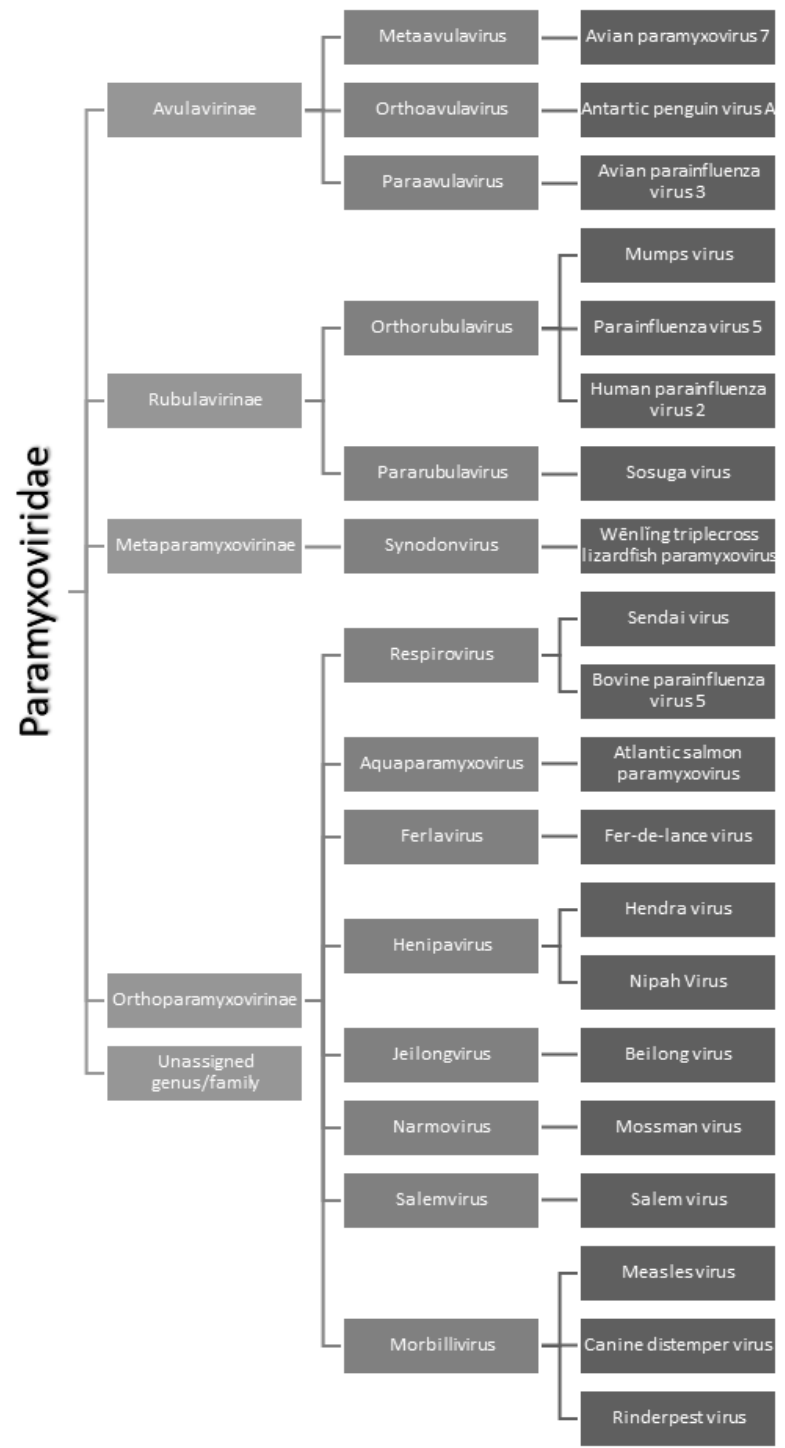 Paramyxoviridae
Avulavirinae
Metaavulavirus
Avian paramyxovirus 7
Orthoavulavirus
Antartic penguin virus A
Paraavulavirus
Avian parainfluenza
virus 3
Rubulavirinae
Orthorubulavirus
Mumps virus
Parainfluenza virus 5
Human parainfluenza
virus 2
Pararubulavirus
Sosuga virus
Metaparamyxovirinae
Synodonvirus
Wēnlǐng triplecross
lizardfish paramyxovirus
Orthoparamyxovirinae
Respirovirus
Sendai virus
Bovine parainfluenza
virus 5
Aquaparamyxovirus
Atlantic salmon
paramyxovirus
Ferlavirus
Fer-de-lance virus
Henipavirus
Hendra virus
Nipah Virus
Jeilongvirus
Beilong virus
Narmovirus
Mossman virus
Salemvirus
Salem virus
Morbillivirus
Measles virus
Canine distemper virus
Rinderpest virus
Unassigned
genus/family